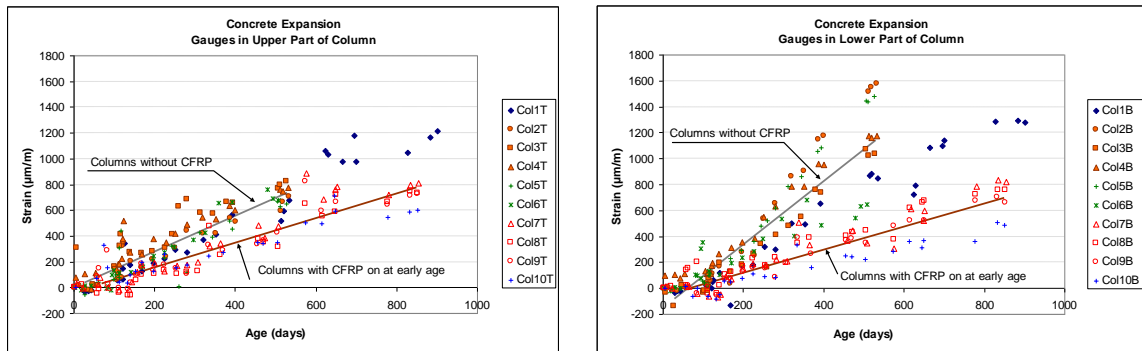 Concrete Expansion
Gauges in Upper Part of Column
1800
1600
1400
1200
1000
800
600
400
200
0
-200
-400
-600
-800
0 200 400 600 800 1000
Strain (µm/m)
Age (days)
Columns without CFRP
Columns with CFRP on at early age
Col1T
Col2T
Col3T
Col4T
Col5T
Col6T
Col7T
Col8T
Col9T
Col10T
Concrete Expansion
Gauges in Lower Part of Column
1800
1600
1400
1200
1000
800
600
400
200
0
-200
0 200 400 600 800 1000
Strain (µm/m)
Age (days)
Columns without CFRP
Columns with CFRP on at early age
Col1B
Col2B
Col3B
Col4B
Col5B
Col6B
Col7B
Col8B
Col9B
Col10B